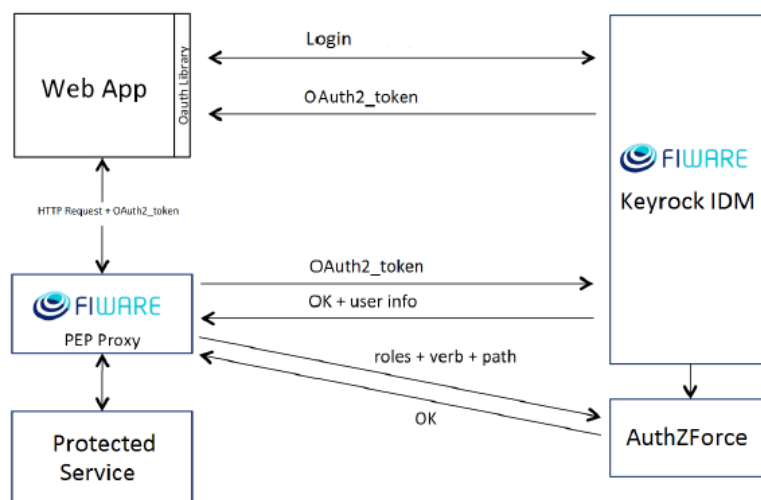 Login
Web App
Oauth Library
OAuth2_token
FIWARE
Keyrock IDM
HTTP Request + OAuth2_token
OAuth2_token
FIWARE
OK + user info
PEP Proxy
roles + verb + path
OK
Protected
Service
AuthZForce